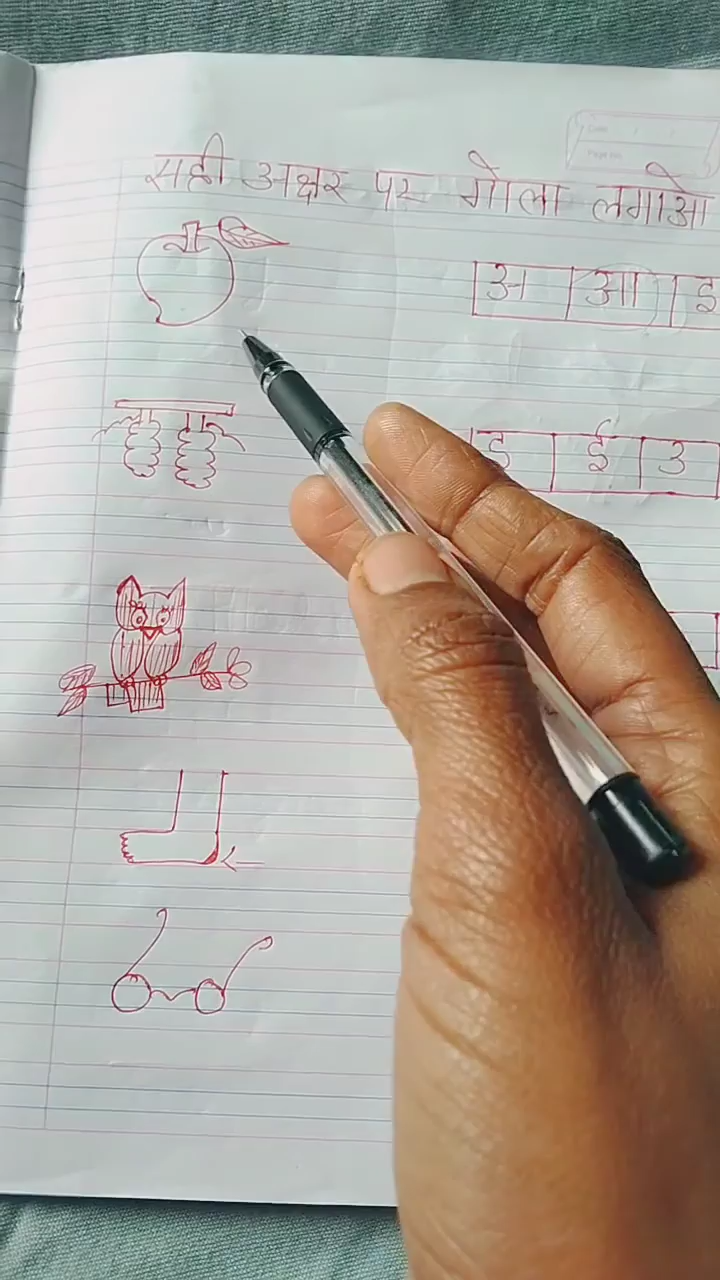 सही अक्षर पर गोला लगाओ
अ आ इ
इ ई उ